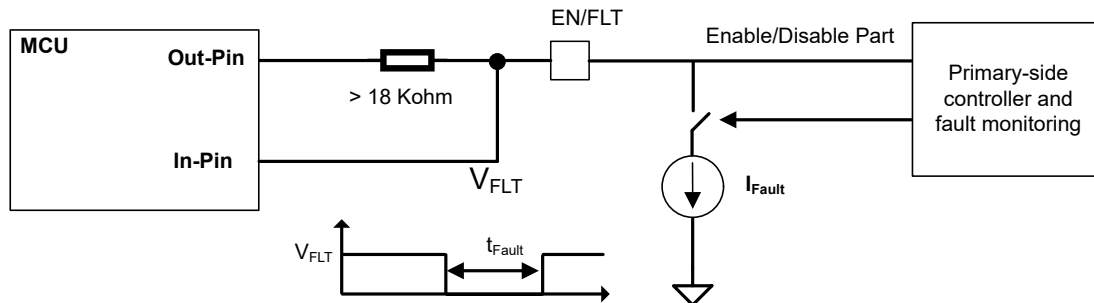 MCU
Out-Pin
> 18 Kohm
In-Pin
V_FLT
EN/FLT
Enable/Disable Part
Primary-side
controller and
fault monitoring
I_Fault
V_FLT
t_Fault